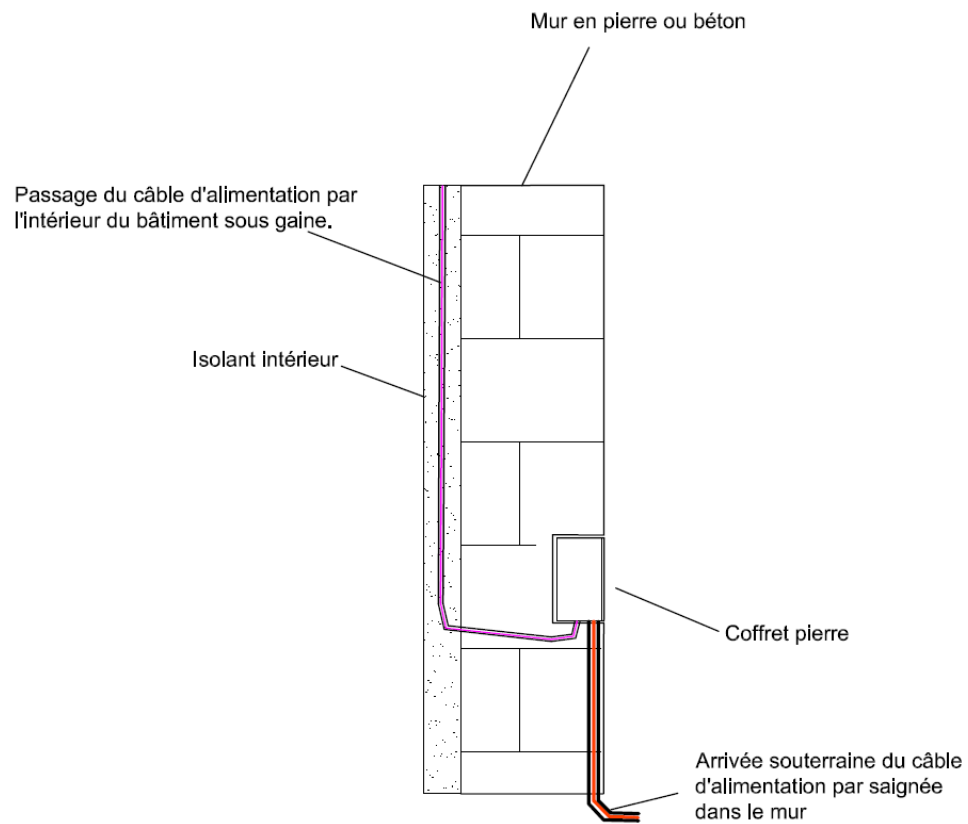 Mur en pierre ou béton
Passage du câble d'alimentation par
l'intérieur du bâtiment sous gaine.
Isolant intérieur
Coffret pierre
Arrivée souterraine du câble
d'alimentation par saignée
dans le mur